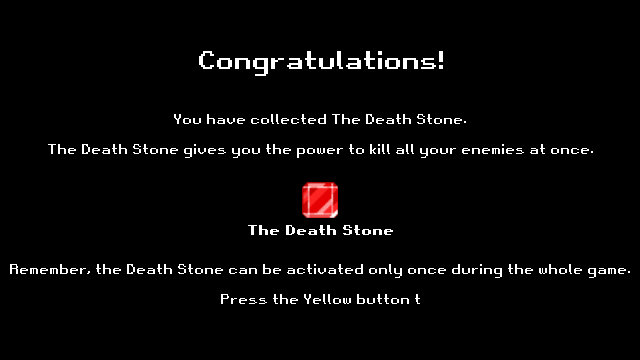 Congratulations!
You have collected The Death Stone.
The Death Stone gives you the power to kill all your enemies at once.
The Death Stone
Remember, the Death Stone can be activated only once during the whole game.
Press the Yellow button t